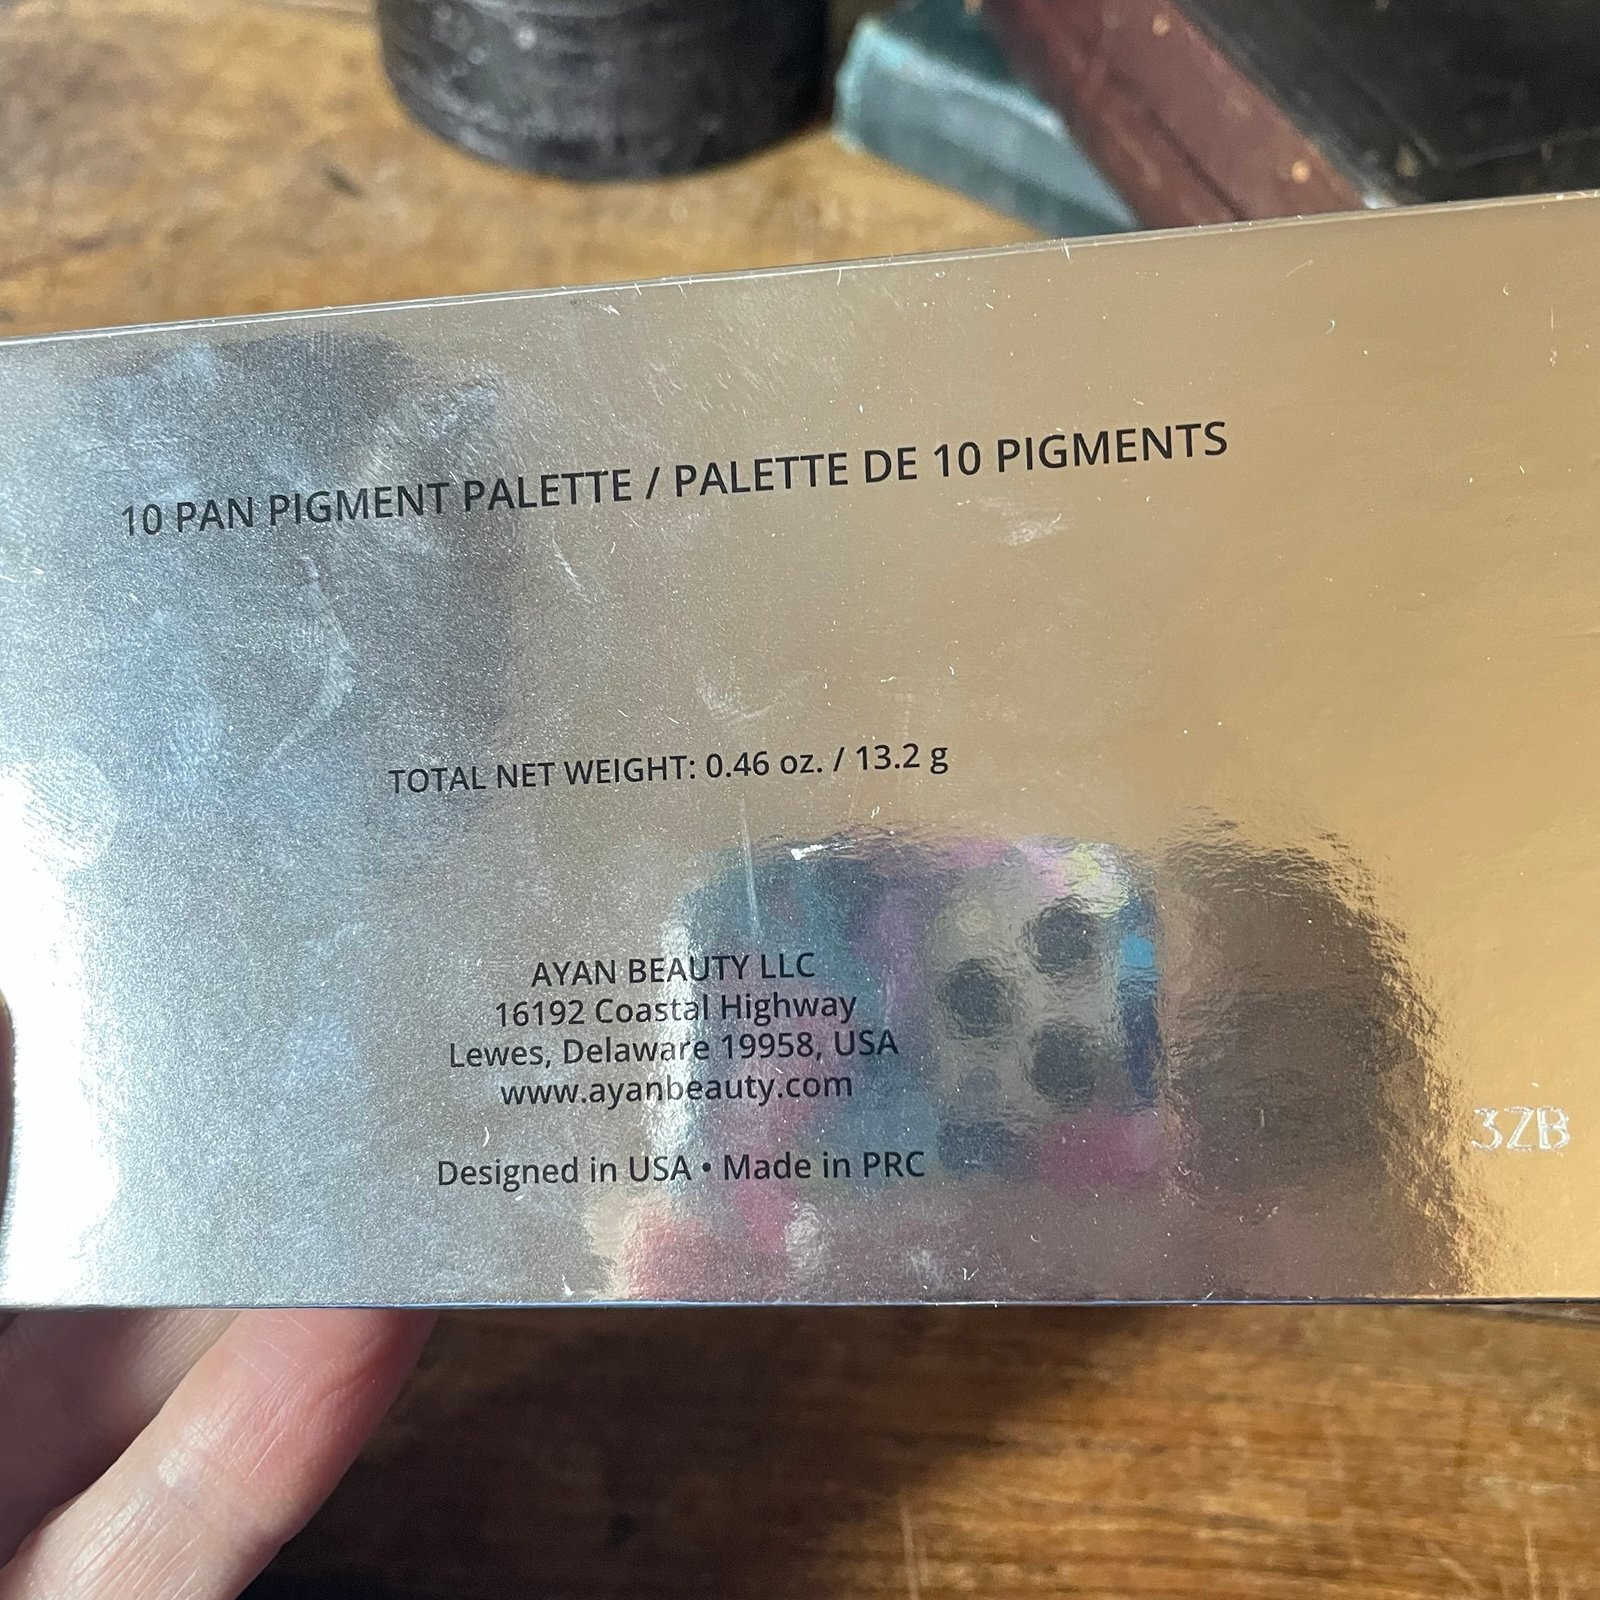 10 PAN PIGMENT PALETTE / PALETTE DE 10 PIGMENTS
TOTAL NET WEIGHT: 0.46 oz. / 13.2 g
AYAN BEAUTY LLC
16192 Coastal Highway
Lewes, Delaware 19958, USA
www.ayanbeauty.com
Designed in USA • Made in PRC
3ZB